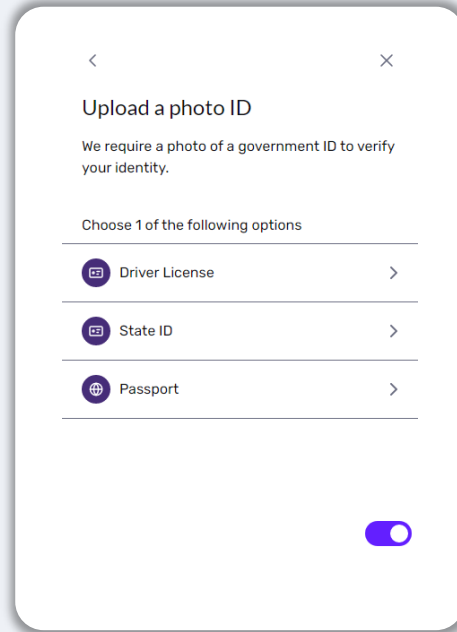 Upload a photo ID
We require a photo of a government ID to verify
your identity.
Choose 1 of the following options
Driver License
State ID
Passport